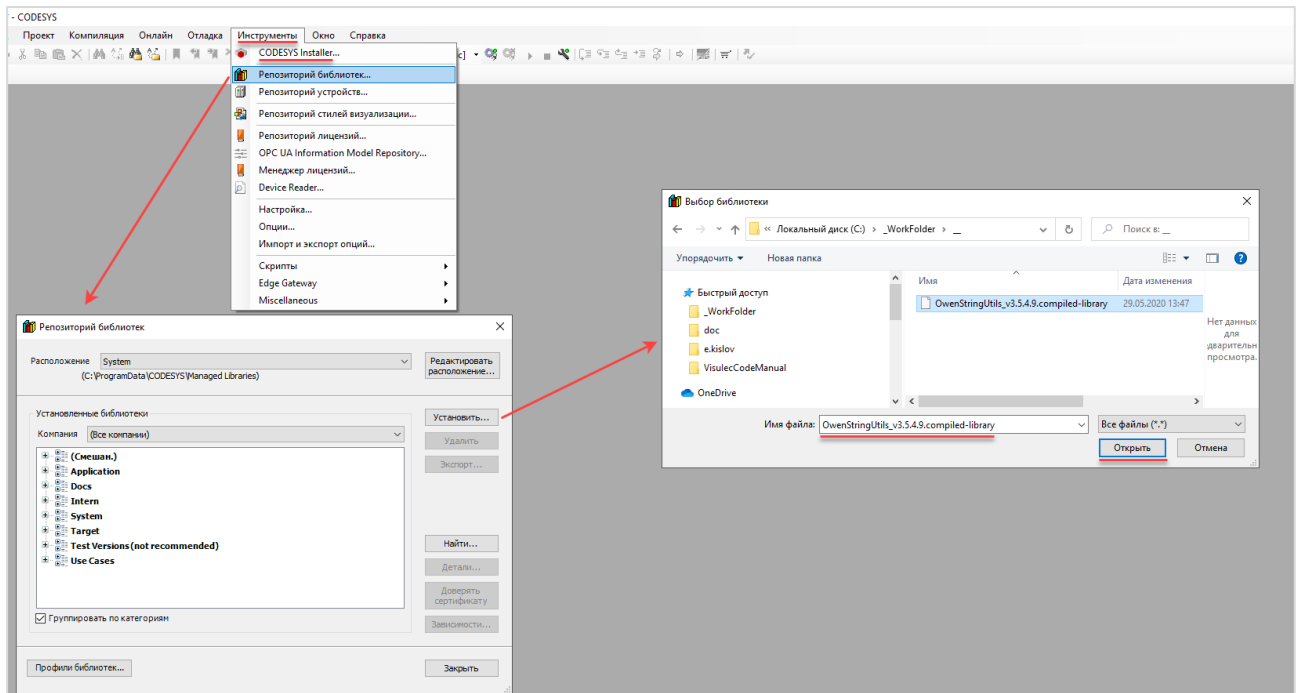 - CODESYS
Проект Компиляция Онлайн Отладка Инструменты Окно Справка
CODESYS Installer...
Репозиторий библиотек...
Репозиторий устройств...
Репозиторий стилей визуализации...
Репозиторий лицензий...
OPC UA Information Model Repository...
Менеджер лицензий...
Device Reader...
Настройка...
Опции...
Импорт и экспорт опций...
Скрипты
Edge Gateway
Miscellaneous
Репозиторий библиотек
Расположение System
Редактировать расположение...
(C:\ProgramData\CODESYS\Managed Libraries)
Установленные библиотеки
Компания (Все компании)
(Смешан.)
Application
Docs
Intern
System
Target
Test Versions(not recommended)
Use Cases
Группировать по категориям
Установить...
Удалить
Экспорт...
Найти...
Детали...
Доверять
сертификату
Зависимости...
Профили библиотек...
Закрыть
Выбор библиотеки
« Локальный диск (C:) › _WorkFolder › __
Поиск в: __
Упорядочить Новая папка
Быстрый доступ
_WorkFolder
doc
e.kislov
VisulecCodeManual
OneDrive
Имя Дата изменения
OwenStringUtils_v3.5.4.9.compiled-library 29.05.2020 13:47
Нет данных
для
просмотра.
Имя файла: OwenStringUtils_v3.5.4.9.compiled-library
Все файлы (*.*)
Открыть Отмена